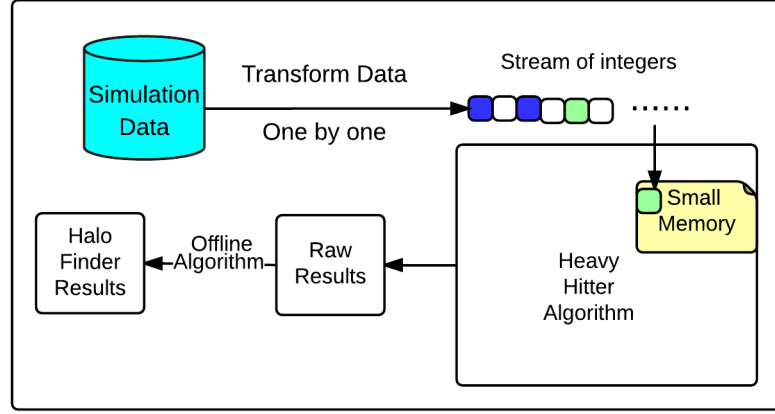 Simulation
Data
Transform Data
One by one
Stream of integers
......
Small
Memory
Heavy
Hitter
Algorithm
Raw
Results
Offline
Algorithm
Halo
Finder
Results